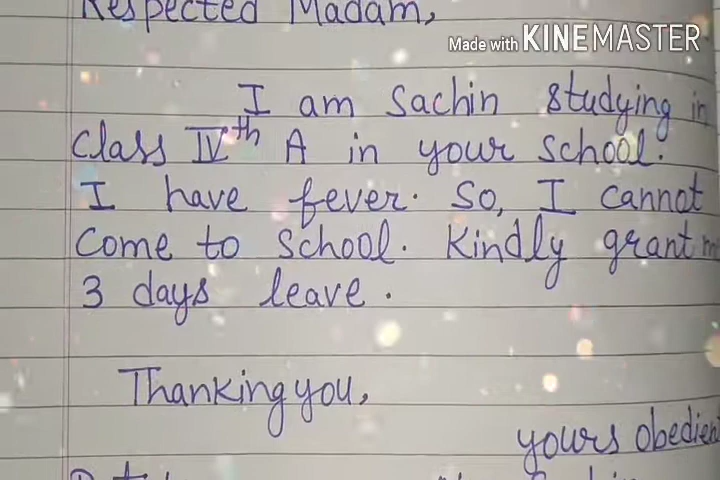 Respected Madam,
Made with KINEMASTER
I am Sachin studying in
class IVth A in your school.
I have fever. So, I cannot
come to school. Kindly grant
3 days leave.
Thanking you,
yours